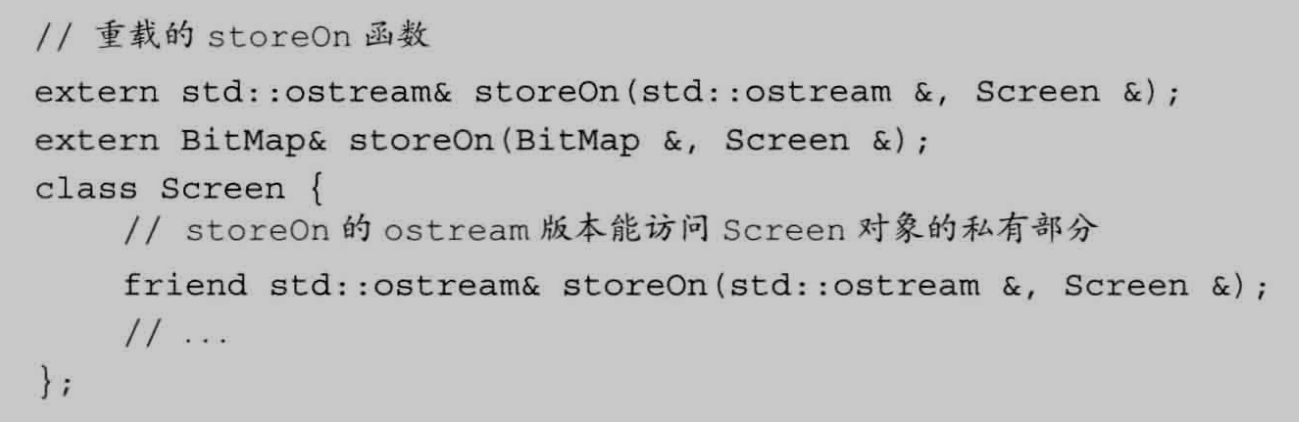 // 重载的 storeOn 函数
extern std::ostream& storeOn(std::ostream &, Screen &);
extern BitMap& storeOn(BitMap &, Screen &);
class Screen {
    // storeOn 的 ostream 版本能访问 Screen 对象的私有部分
    friend std::ostream& storeOn(std::ostream &, Screen &);
    // ...
};